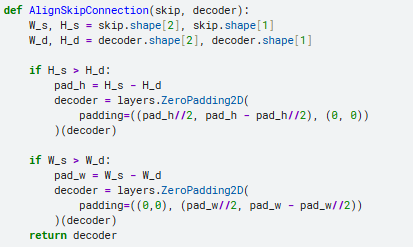 def AlignSkipConnection(skip, decoder):
    W_s, H_s = skip.shape[2], skip.shape[1]
    W_d, H_d = decoder.shape[2], decoder.shape[1]

    if H_s > H_d:
        pad_h = H_s - H_d
        decoder = layers.ZeroPadding2D(
            padding=((pad_h//2, pad_h - pad_h//2), (0, 0))
        )(decoder)

    if W_s > W_d:
        pad_w = W_s - W_d
        decoder = layers.ZeroPadding2D(
            padding=((0,0), (pad_w//2, pad_w - pad_w//2))
        )(decoder)
    return decoder